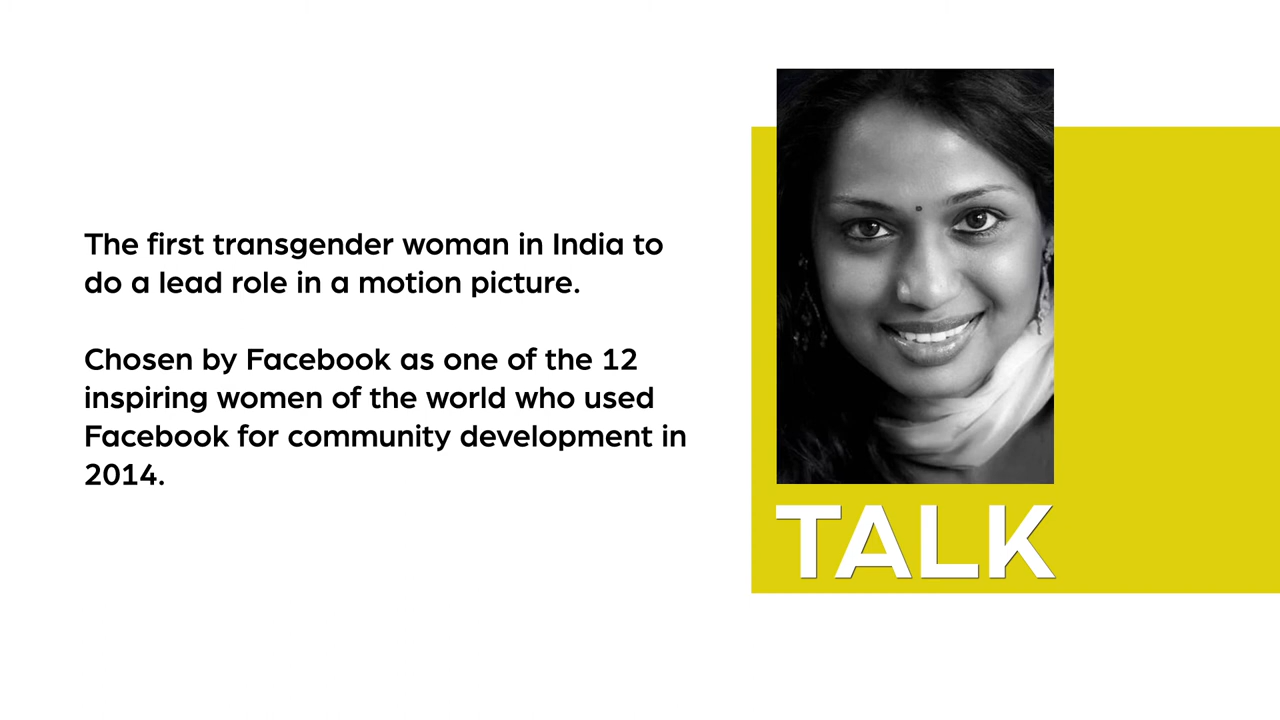 The first transgender woman in India to
do a lead role in a motion picture.
Chosen by Facebook as one of the 12
inspiring women of the world who used
Facebook for community development in
2014.
TALK